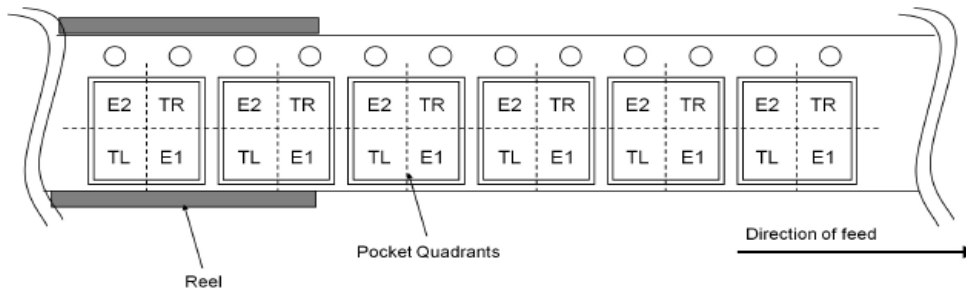 E2 TR E2 TR E2 TR E2 TR E2 TR E2 TR
TL E1 TL E1 TL E1 TL E1 TL E1 TL E1
Direction of feed
Pocket Quadrants
Reel